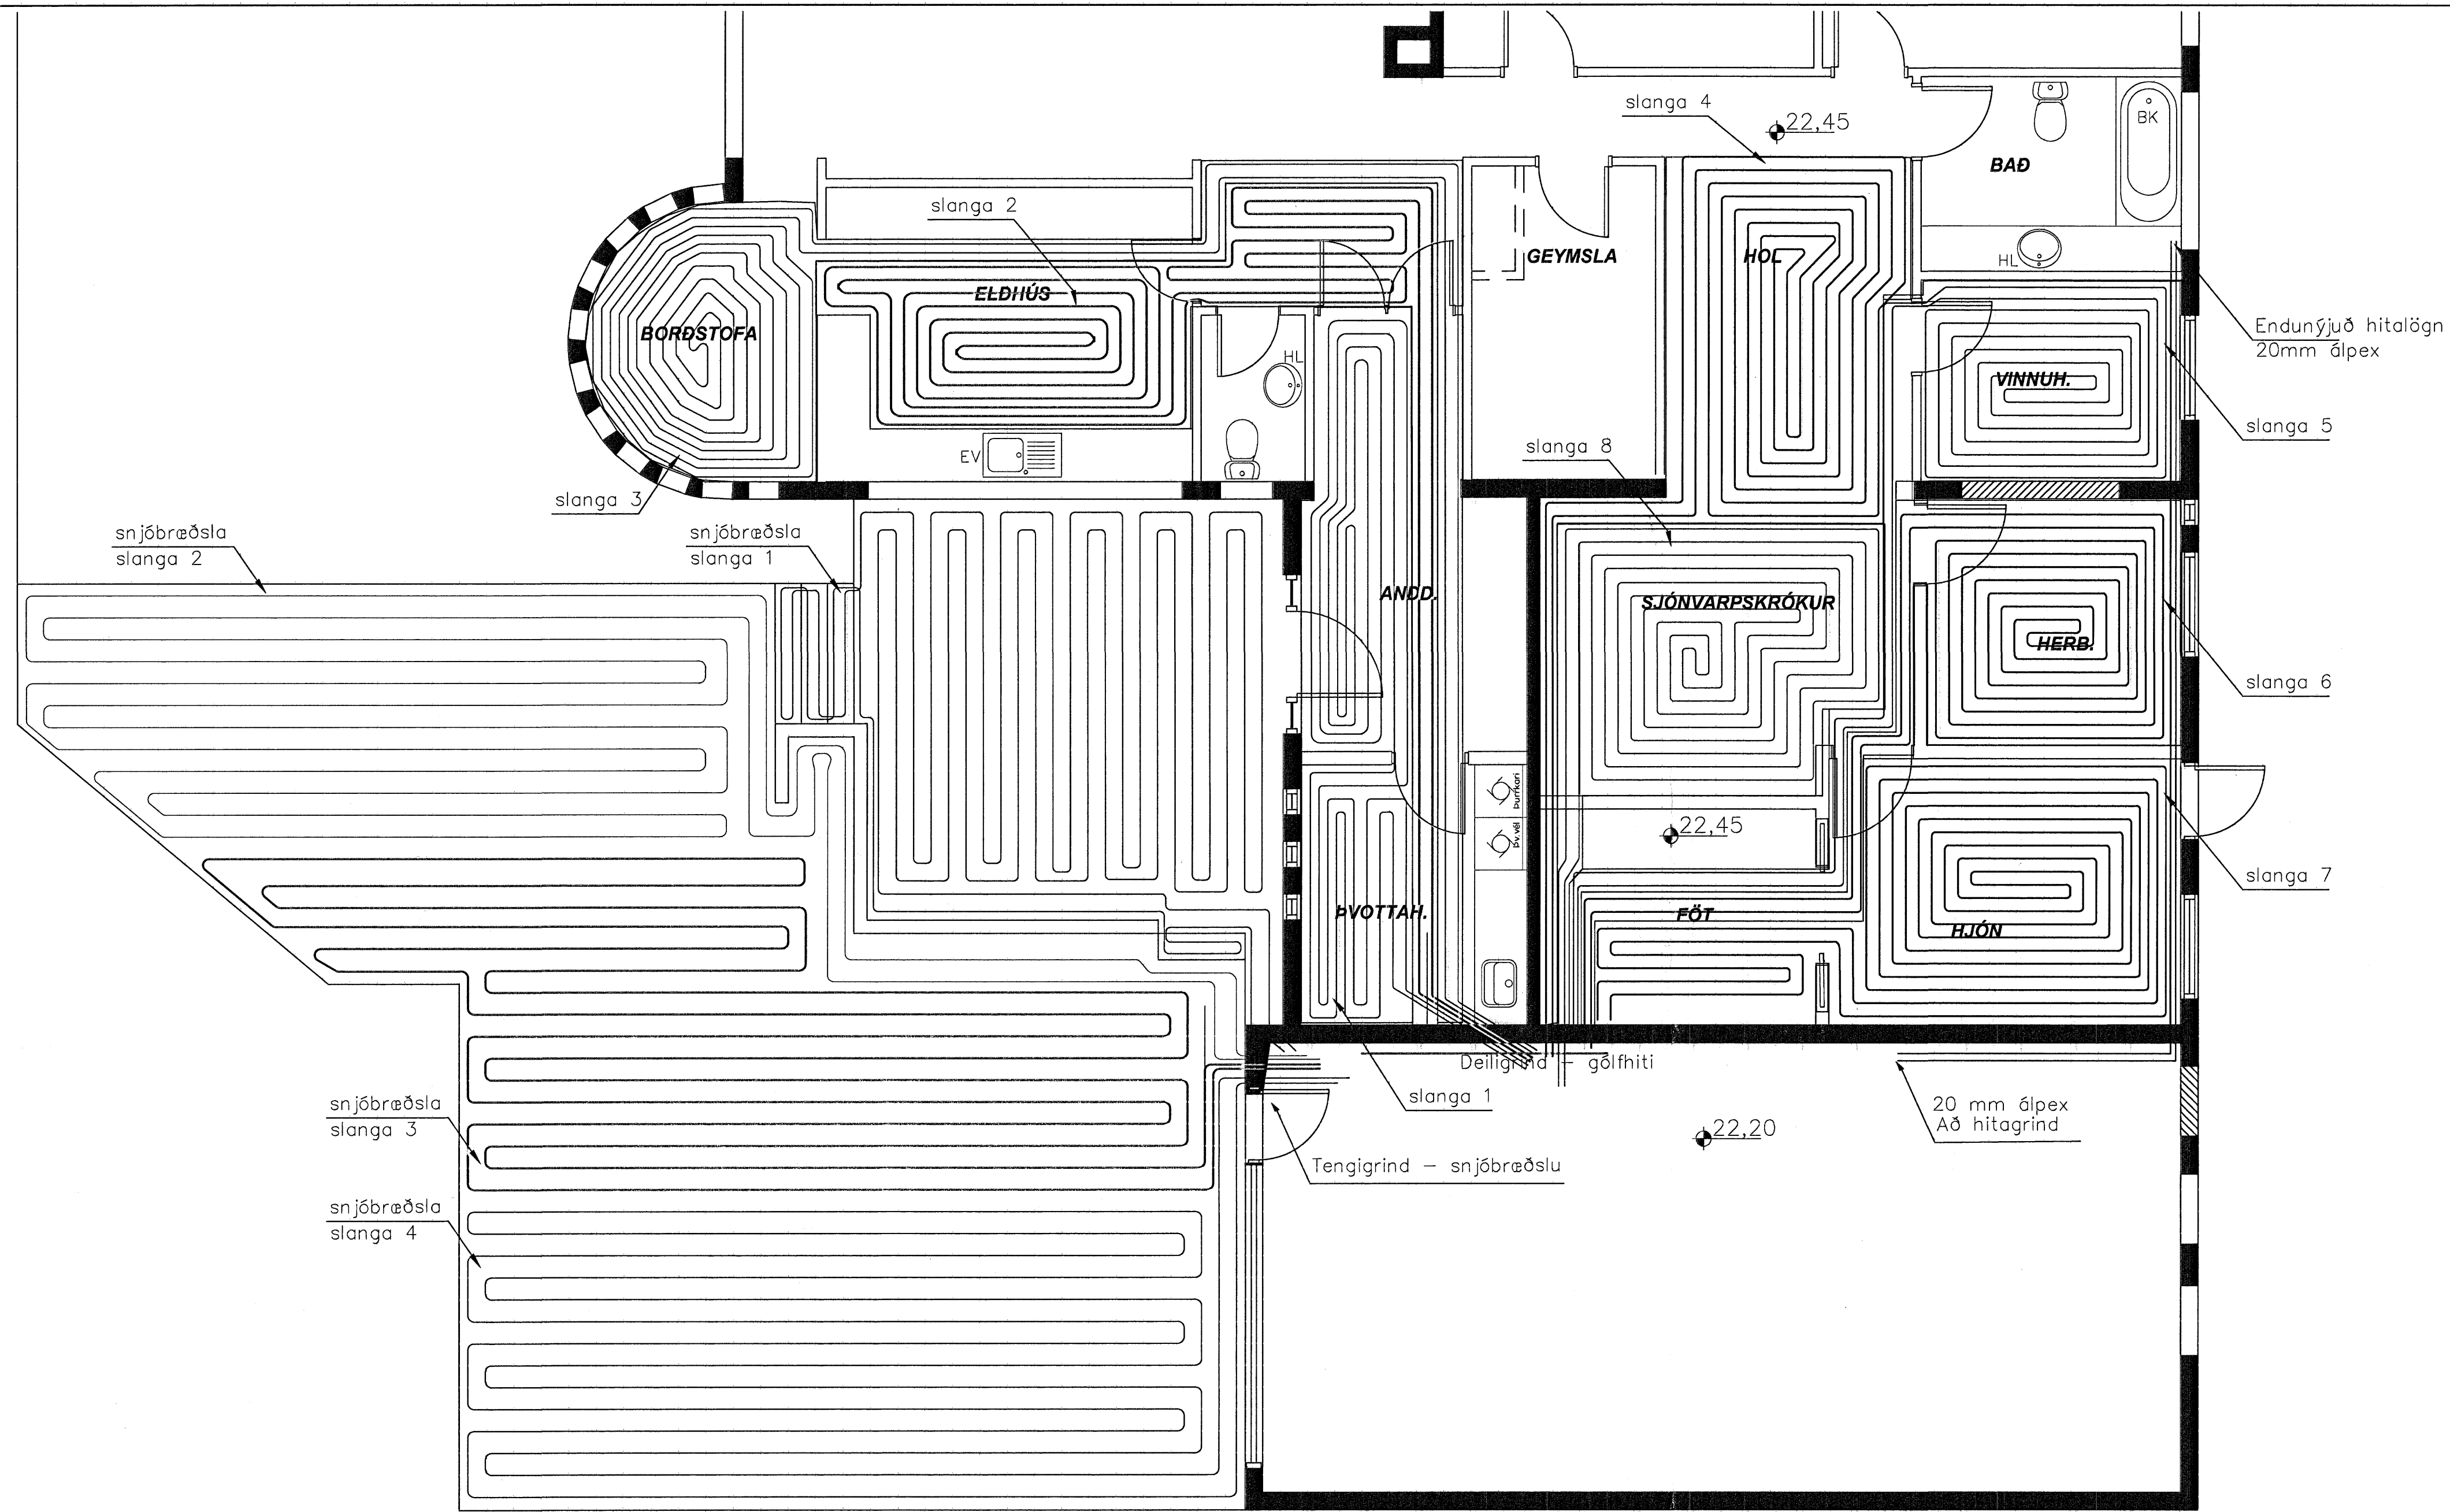 slanga 4
22,45
BK
BAÐ
slanga 2
GEYMSLA
HOL
HL
ELÐHÚS
BORÐSTOFA
HL
Endunýjuð hitalögn
20mm álpex
VINNUH.
slanga 5
slanga 8
EV
slanga 3
snjóbræðsla
slanga 2
snjóbræðsla
slanga 1
ANDD.
SJÓNVARPSKRÓKUR
HERB.
slanga 6
Þurrkari
Þv.vél
22,45
slanga 7
ÞVOTTAH.
FÖT
HJÓN
Deiligrind – gólfhiti
slanga 1
20 mm álpex
Að hitagrind
snjóbræðsla
slanga 3
22,20
Tengigrind – snjóbræðslu
snjóbræðsla
slanga 4